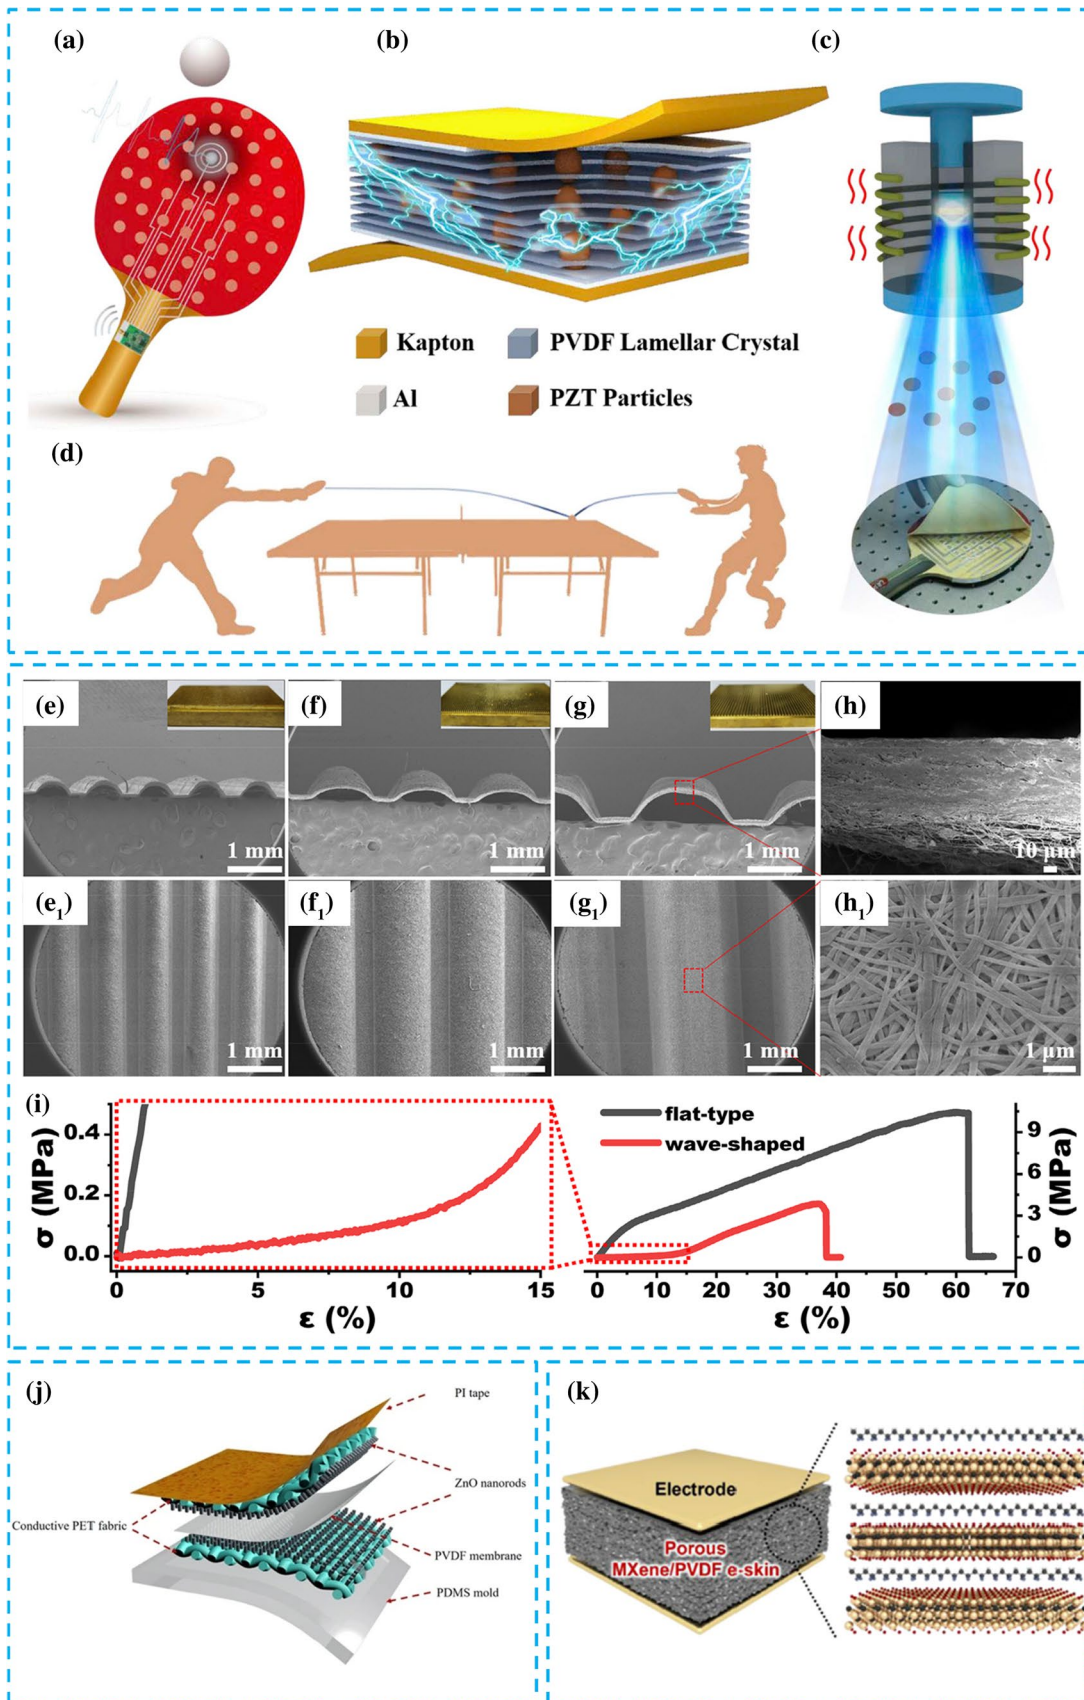 (a)
(b)
(c)
Kapton
PVDF Lamellar Crystal
Al
PZT Particles
(d)
(e)
(f)
(g)
(h)
1 mm
1 mm
1 mm
10 μm
(e1)
(f1)
(g1)
(h1)
1 mm
1 mm
1 mm
1 μm
(i)
σ (MPa)
0.4
0.2
0.0
0
5
10
15
ε (%)
flat-type
wave-shaped
9
6
3
0
σ (MPa)
0
10
20
30
40
50
60
70
ε (%)
(j)
PI tape
ZnO nanorods
Conductive PET fabric
PVDF membrane
PDMS mold
(k)
Electrode
Porous
MXene/PVDF e-skin